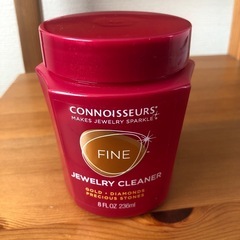 CONNOISSEURS
MAKES JEWELRY SPARKLE
FINE
JEWELRY CLEANER
GOLD • DIAMONDS
PRECIOUS STONES
8 FL OZ 236ml